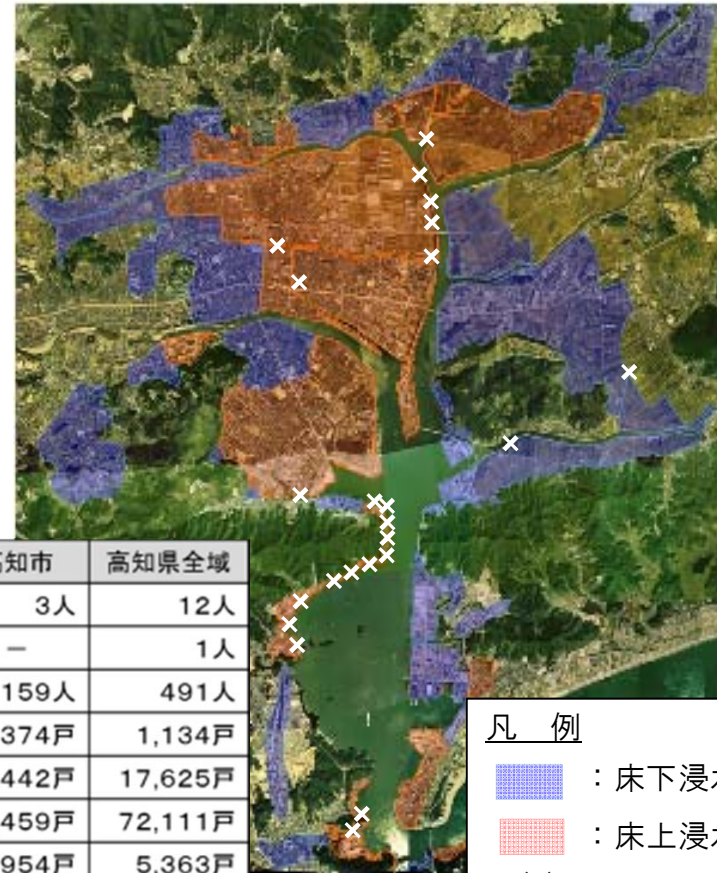 知市 高知県全域
3人 12人
－ 1人
159人 491人
374戸 1,134戸
442戸 17,625戸
459戸 72,111戸
954戸 5,363戸
凡 例
：床下浸
：床上浸